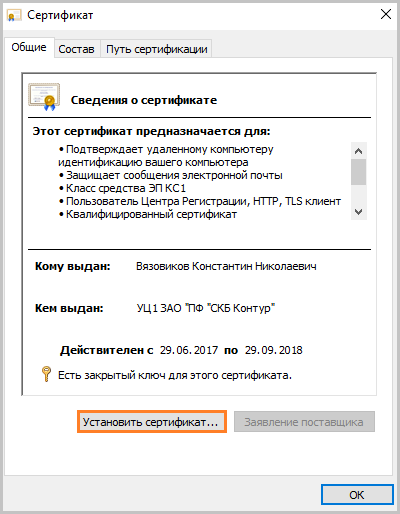 Сертификат
Общие Состав Путь сертификации
Сведения о сертификате
Этот сертификат предназначается для:
• Подтверждает удаленному компьютеру
идентификацию вашего компьютера
• Защищает сообщения электронной почты
• Класс средства ЭП КС1
• Пользователь Центра Регистрации, HTTP, TLS клиент
• Квалифицированный сертификат
Кому выдан: Вязовиков Константин Николаевич
Кем выдан: УЦ1 ЗАО "ПФ "СКБ Контур"
Действителен с 29.06.2017 по 29.09.2018
Есть закрытый ключ для этого сертификата.
Установить сертификат... Заявление поставщика
ОК